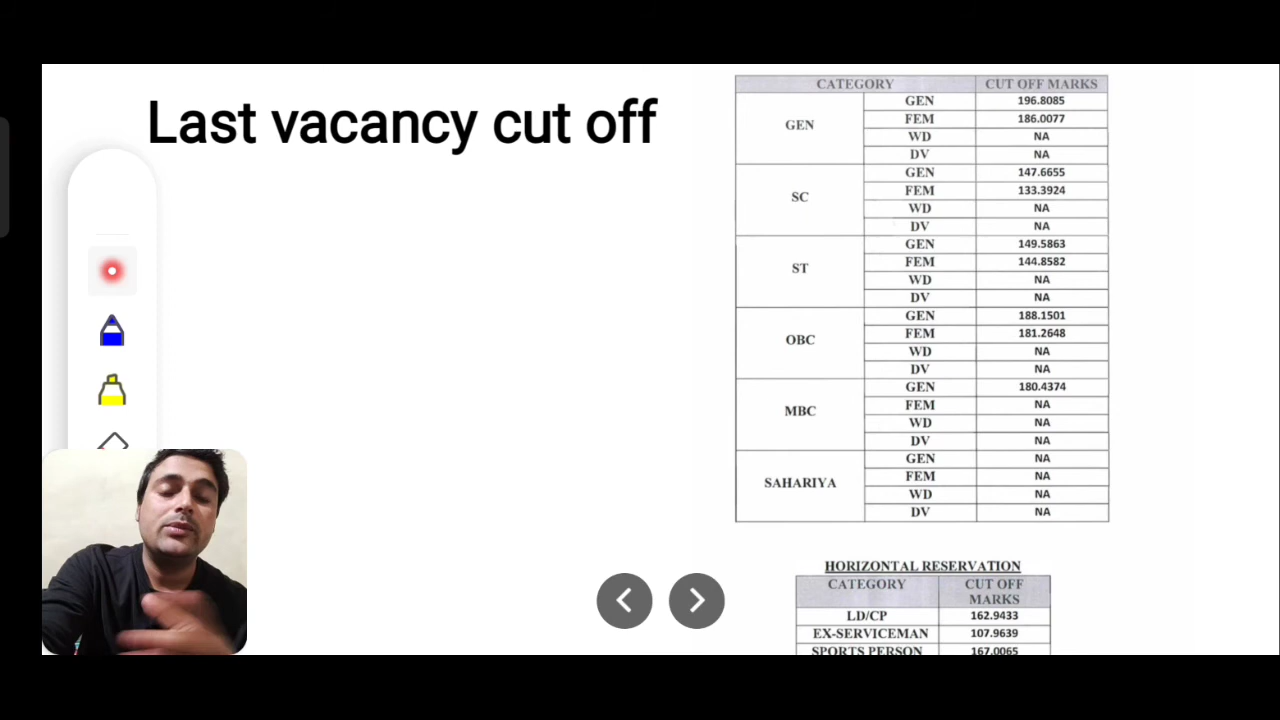 Last vacancy cut off
CATEGORY CUT OFF MARKS
GEN GEN 196.8085
FEM 186.0077
WD NA
DV NA
SC GEN 147.6655
FEM 133.3924
WD NA
DV NA
ST GEN 149.5863
FEM 144.8582
WD NA
DV NA
OBC GEN 188.1501
FEM 181.2648
WD NA
DV NA
MBC GEN 180.4374
FEM NA
WD NA
DV NA
SAHARIYA GEN NA
FEM NA
WD NA
DV NA
HORIZONTAL RESERVATION
CATEGORY CUT OFF
MARKS
LD/CP 162.9433
EX-SERVICEMAN 107.9639
SPORTS PERSON 167.0065